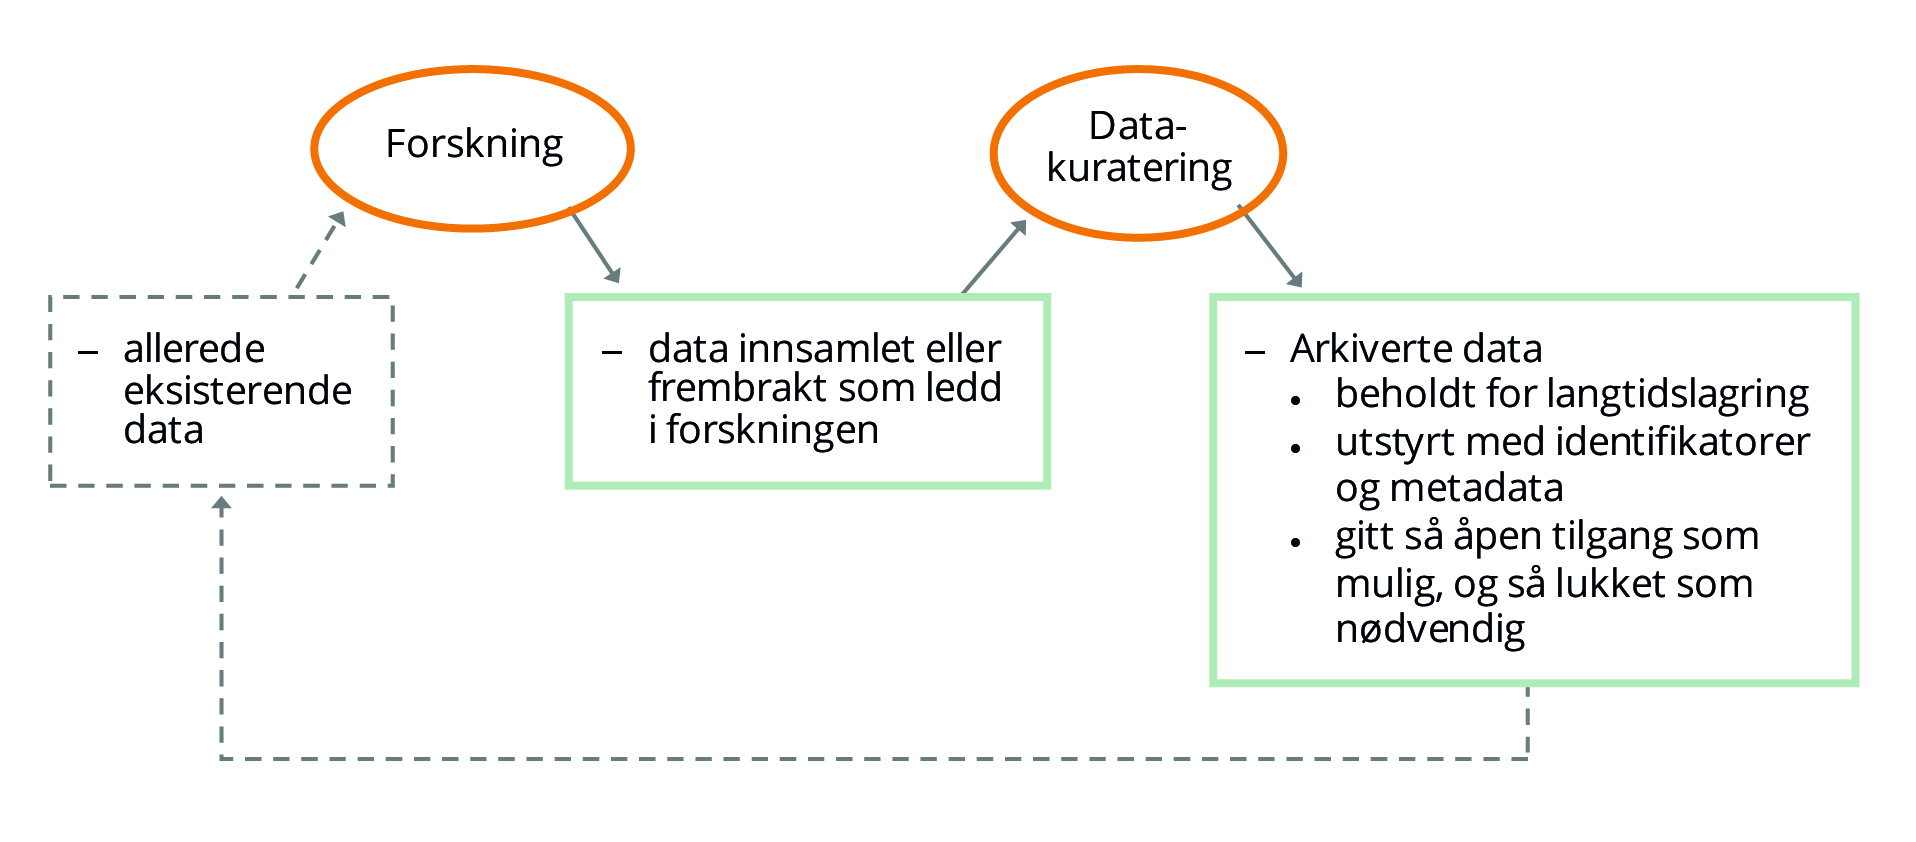 Forskning
Data-
kuratering
– allerede
eksisterende
data
– data innsamlet eller
frembrakt som ledd
i forskningen
– Arkiverte data
• beholdt for langtidslagring
• utstyrt med identifikatorer
og metadata
• gitt så åpen tilgang som
mulig, og så lukket som
nødvendig